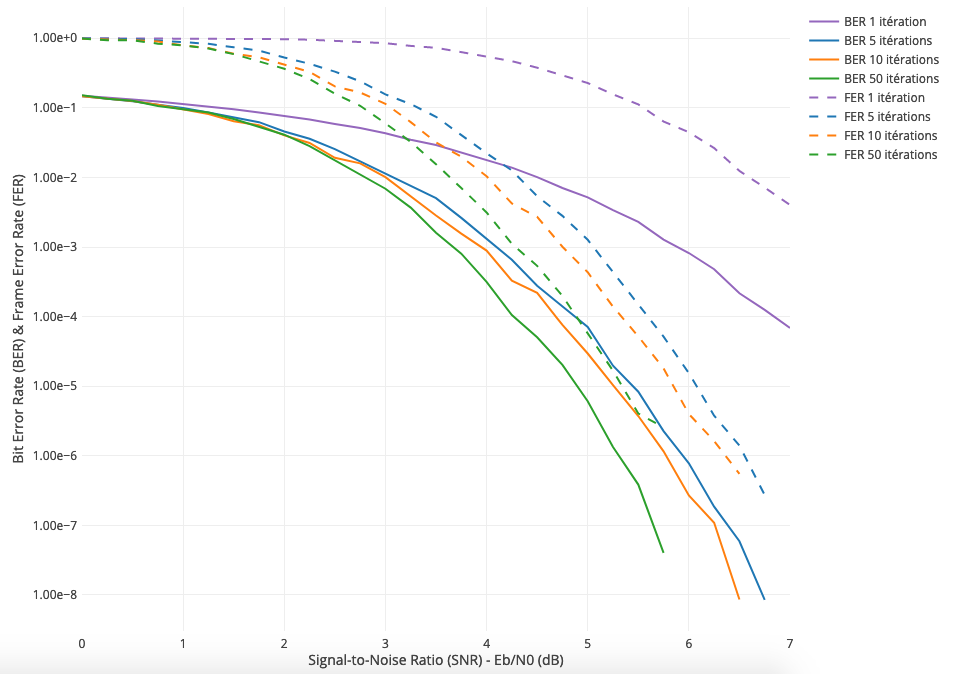 Bit Error Rate (BER) & Frame Error Rate (FER)
1.00e+0
1.00e-1
1.00e-2
1.00e-3
1.00e-4
1.00e-5
1.00e-6
1.00e-7
1.00e-8
0 1 2 3 4 5 6 7
Signal-to-Noise Ratio (SNR) - Eb/N0 (dB)
BER 1 itération
BER 5 itérations
BER 10 itérations
BER 50 itérations
FER 1 itération
FER 5 itérations
FER 10 itérations
FER 50 itérations